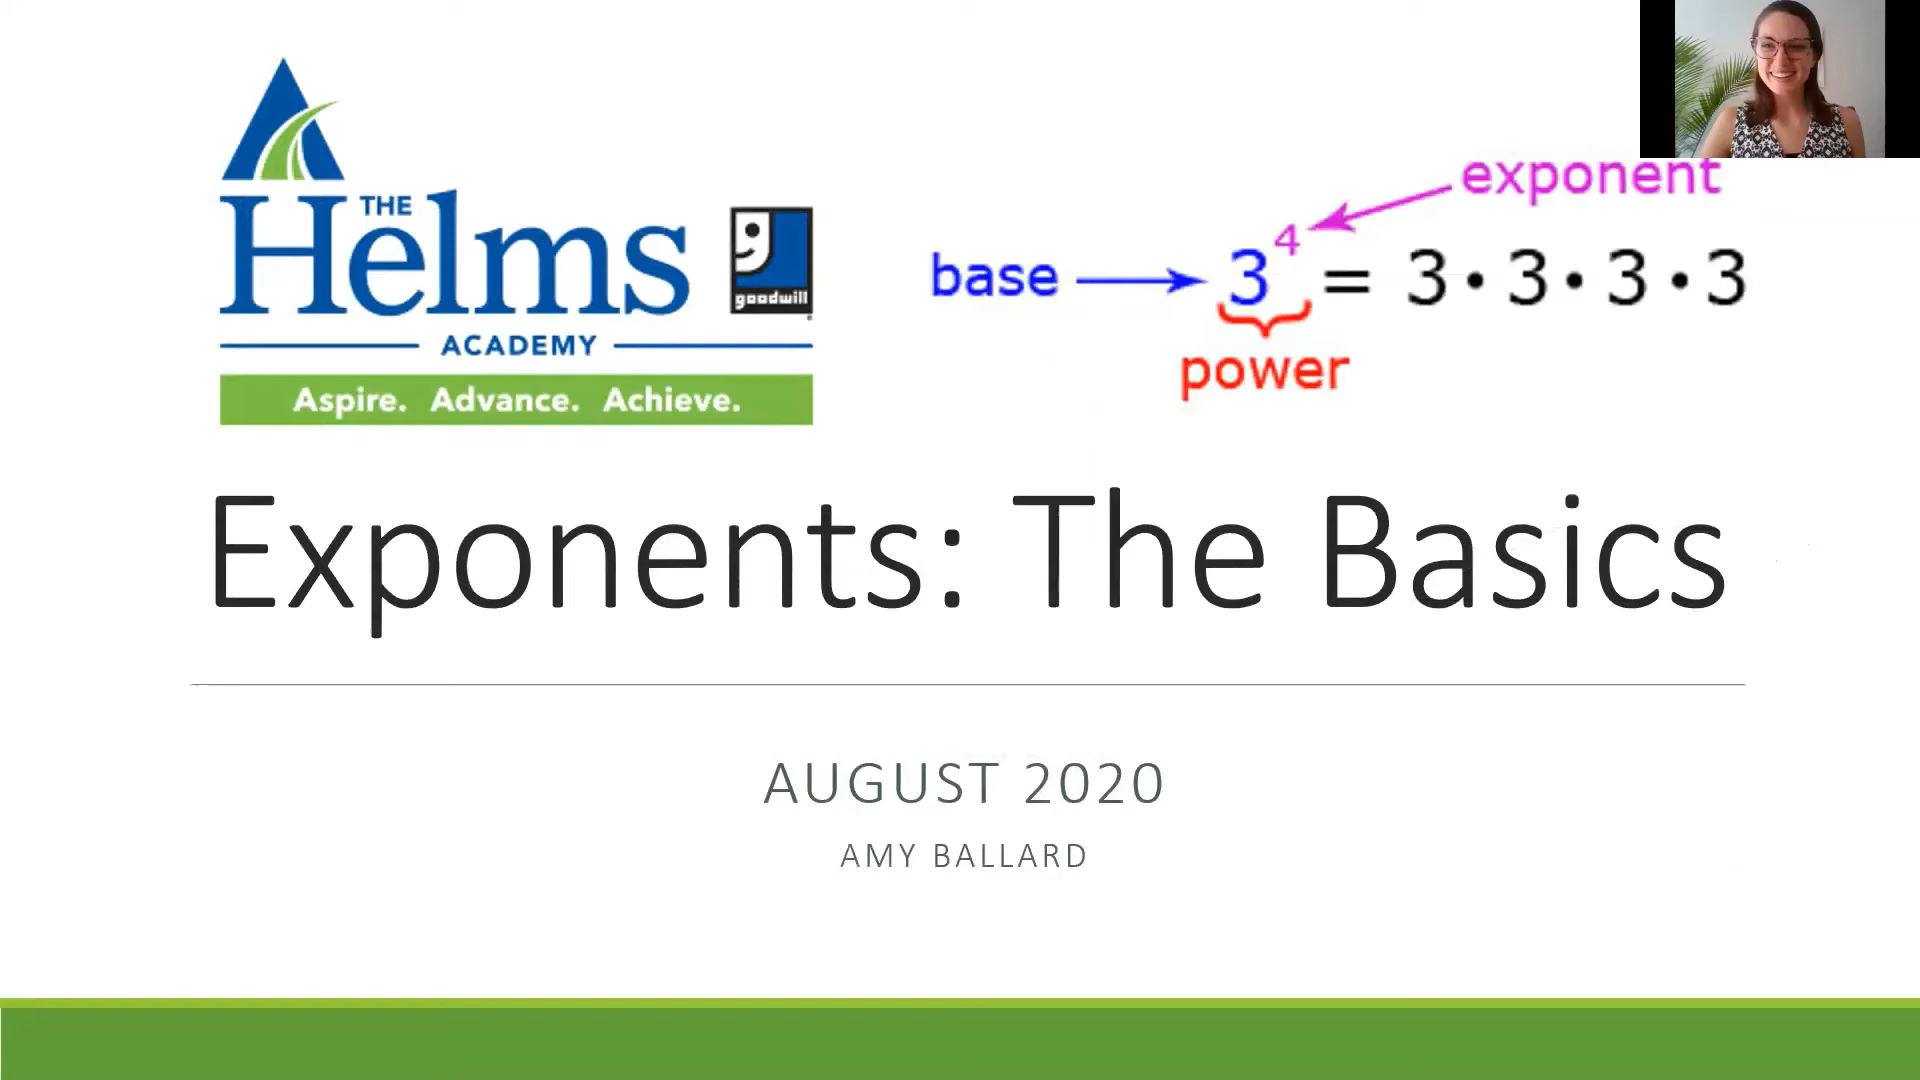 THE
Helms
goodwill
ACADEMY
Aspire. Advance. Achieve.
exponent
base 3⁴ = 3 • 3 • 3 • 3
power
Exponents: The Basics
AUGUST 2020
AMY BALLARD